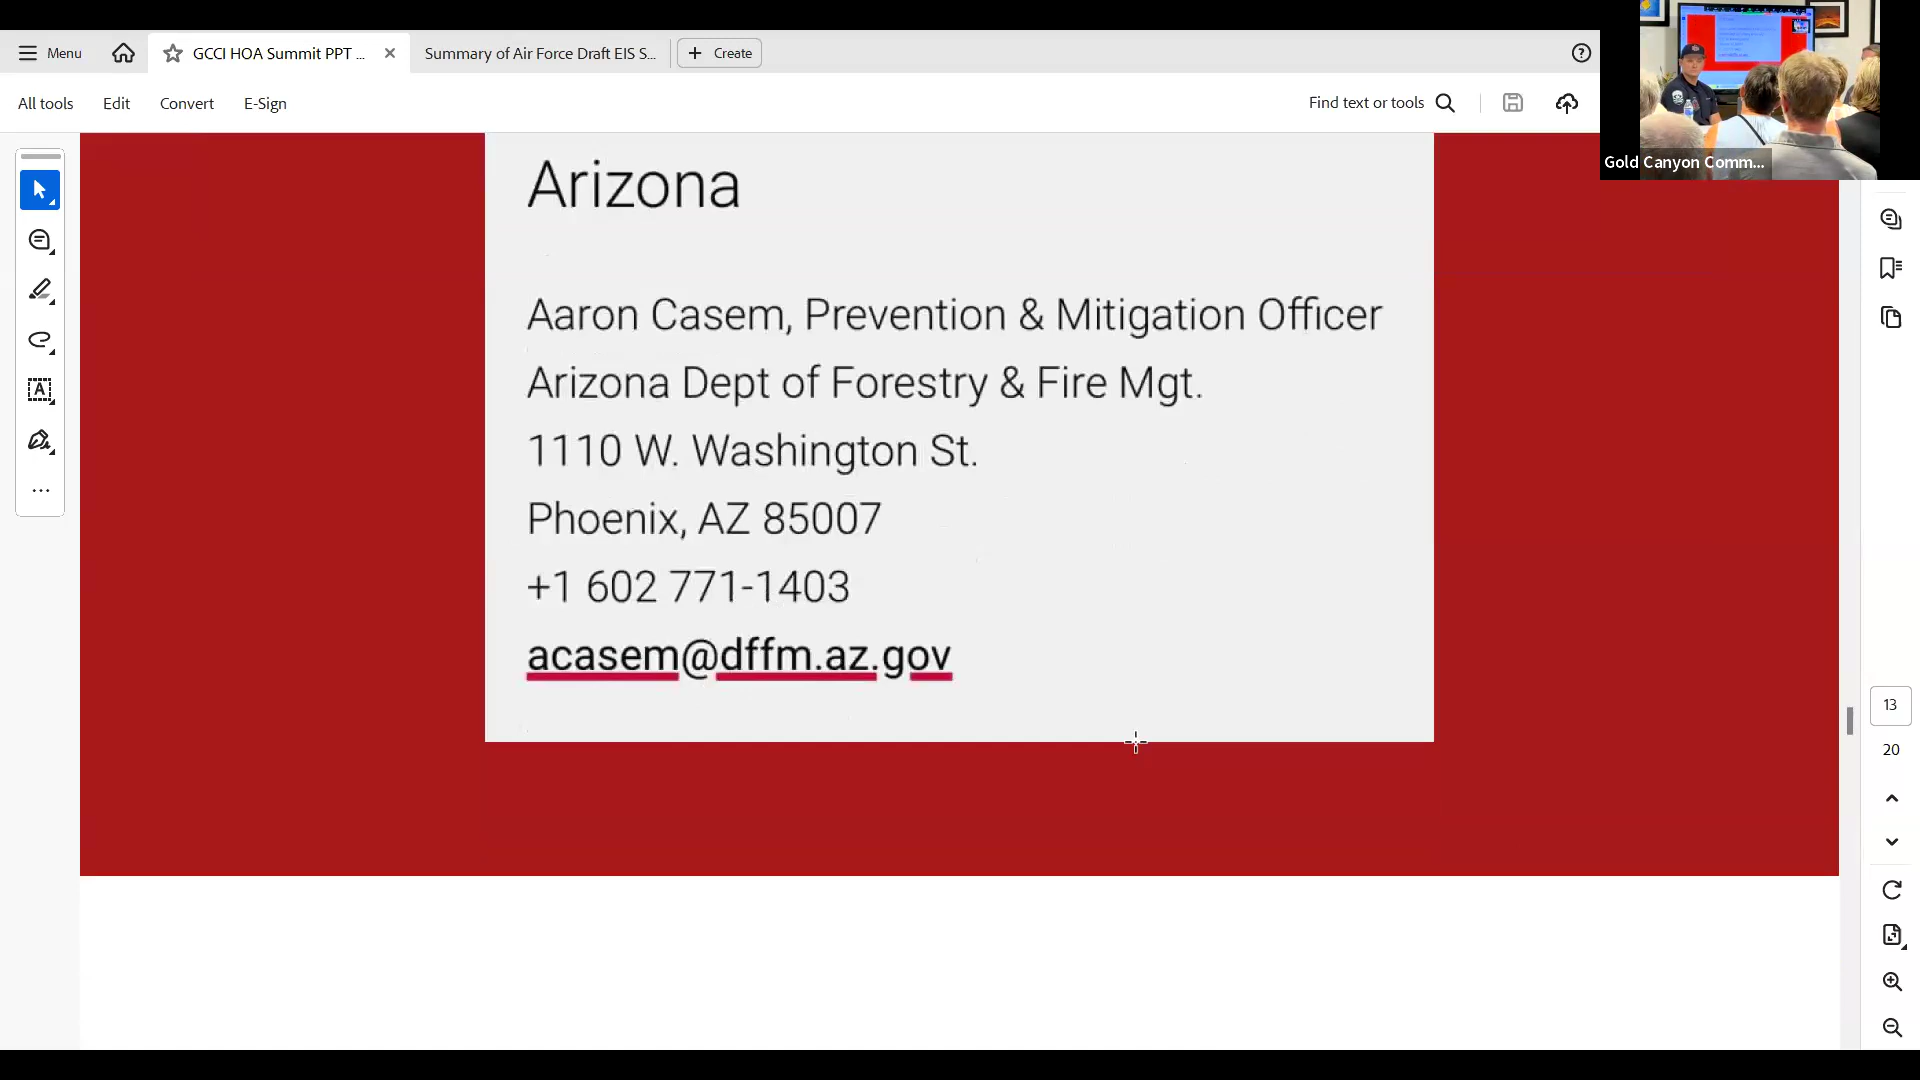 Menu
GCCI HOA Summit PPT ...
Summary of Air Force Draft EIS S...
Create
All tools
Edit
Convert
E-Sign
Find text or tools
Gold Canyon Comm...
Arizona
Aaron Casem, Prevention & Mitigation Officer
Arizona Dept of Forestry & Fire Mgt.
1110 W. Washington St.
Phoenix, AZ 85007
+1 602 771-1403
acasem@dffm.az.gov
13
20